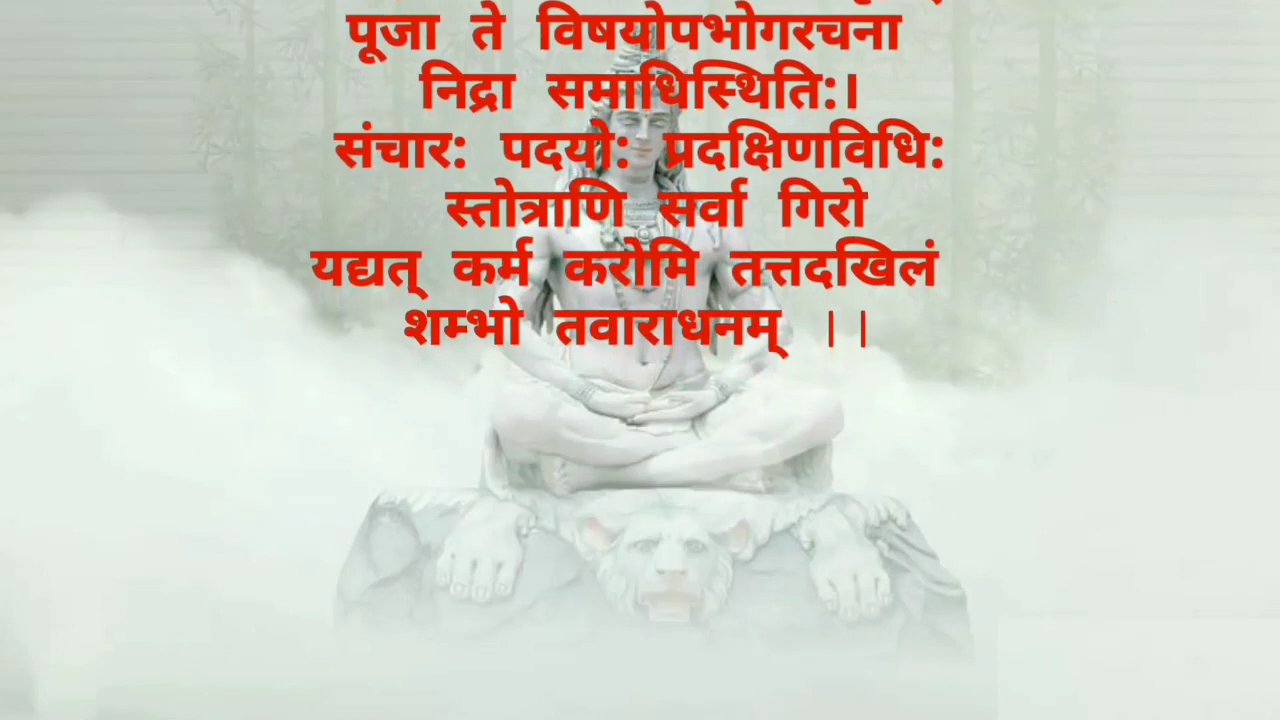 पूजा ते विषयोपभोगरचना
निद्रा समाधिस्थिति:।
संचार: पदयो: प्रदक्षिणविधि:
स्तोत्राणि सर्वा गिरो
यद्यत् कर्म करोमि तत्तदखिलं
शम्भो तवाराधनम् ।।